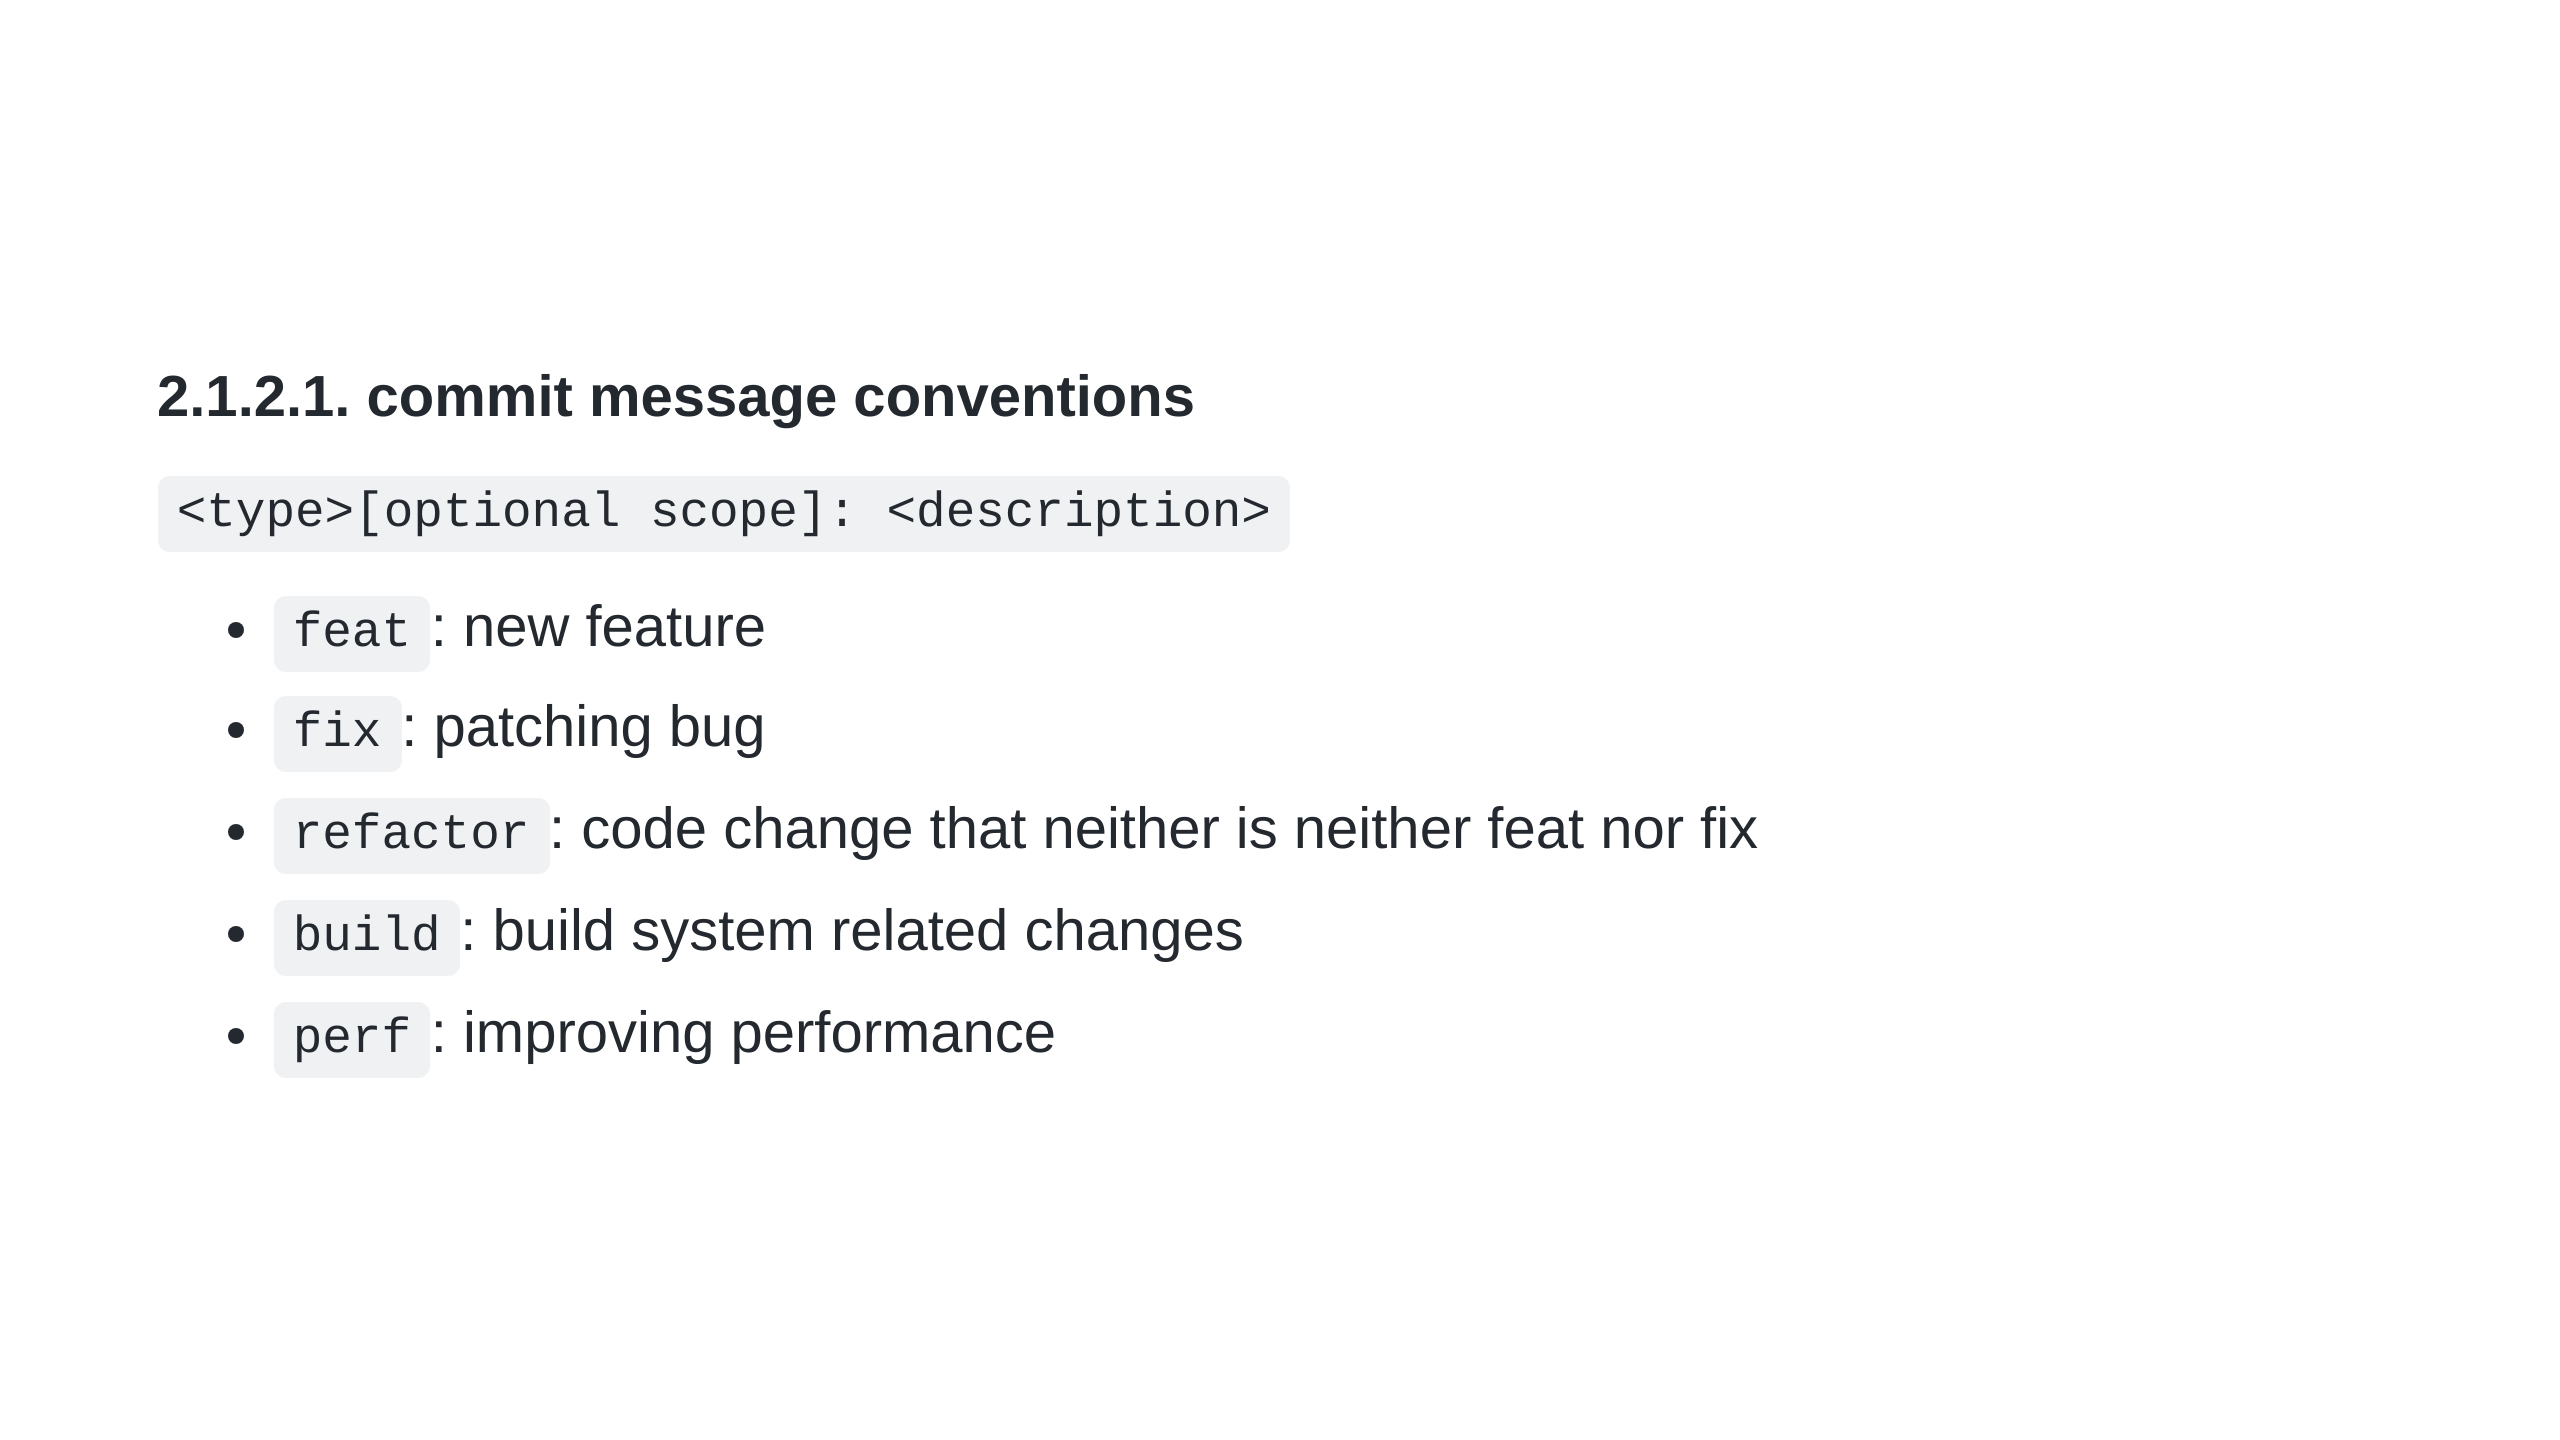 2.1.2.1. commit message conventions
<type>[optional scope]: <description>
feat: new feature
fix: patching bug
refactor: code change that neither is neither feat nor fix
build: build system related changes
perf: improving performance